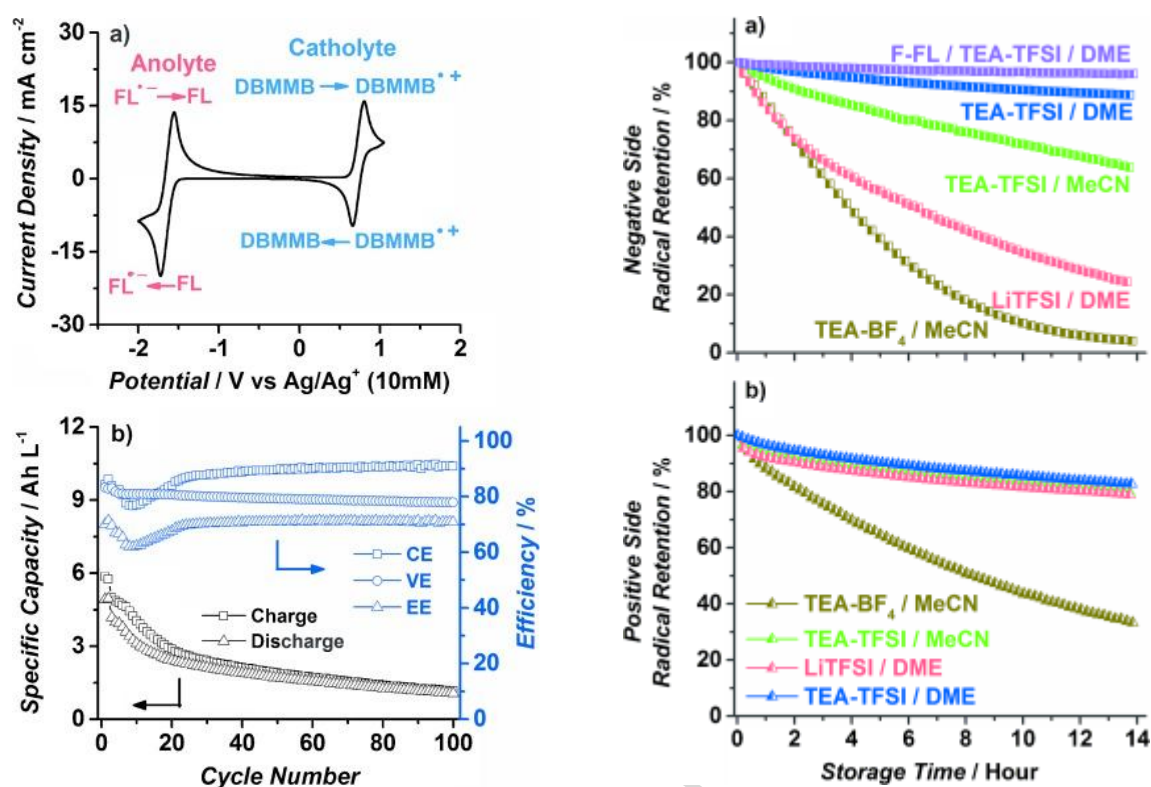 a)
30
15
0
-15
-30
Current Density / mA cm⁻²
Anolyte
FL•− → FL
Catholyte
DBMMB → DBMMB•+
DBMMB ← DBMMB•+
FL•− ← FL
-2 -1 0 1 2
Potential / V vs Ag/Ag⁺ (10mM)
b)
12
9
6
3
0
Specific Capacity / Ah L⁻¹
100
80
60
40
20
0
Efficiency / %
CE
VE
EE
Charge
Discharge
0 20 40 60 80 100
Cycle Number
a)
100
80
60
40
20
0
Negative Side
Radical Retention / %
F-FL / TEA-TFSI / DME
TEA-TFSI / DME
TEA-TFSI / MeCN
LiTFSI / DME
TEA-BF₄ / MeCN
b)
100
80
60
40
20
0
Positive Side
Radical Retention / %
TEA-BF₄ / MeCN
TEA-TFSI / MeCN
LiTFSI / DME
TEA-TFSI / DME
0 2 4 6 8 10 12 14
Storage Time / Hour